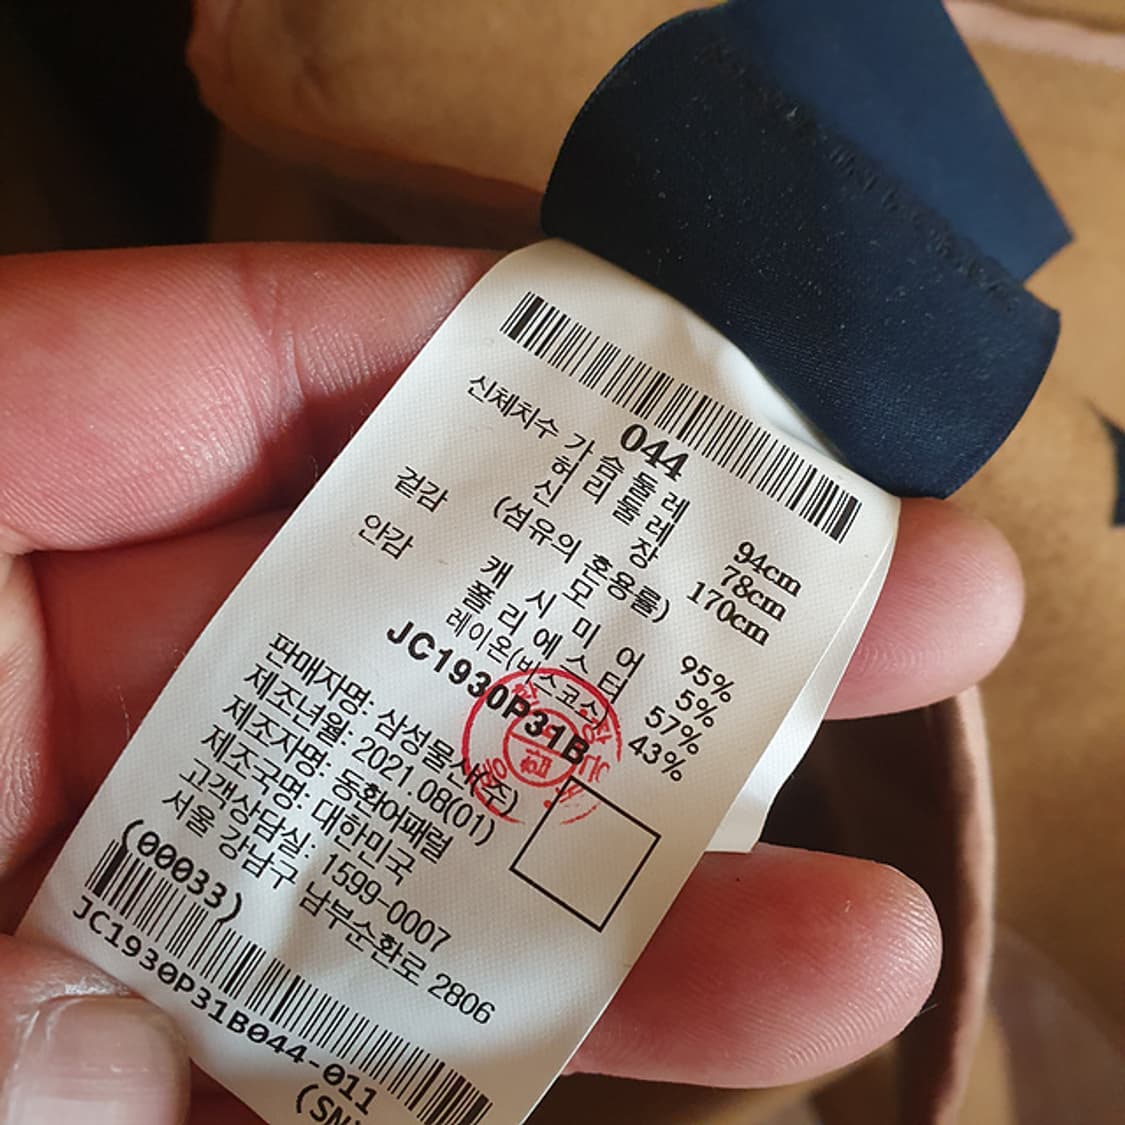 044
신체치수 가슴둘레 94cm
허리둘레 78cm
신장 170cm
(섬유의 혼용률)
겉감 캐시미어 95%
모 5%
안감 폴리에스터 57%
레이온(비스코스) 43%
JC1930P31B
판매자명: 삼성물산(주)
제조년월: 2021.08(01)
제조자명: 동환어패럴
제조국명: 대한민국
고객상담실: 1599-0007
서울 강남구 남부순환로 2806
(00033)
JC1930P31B044-011
(SN)